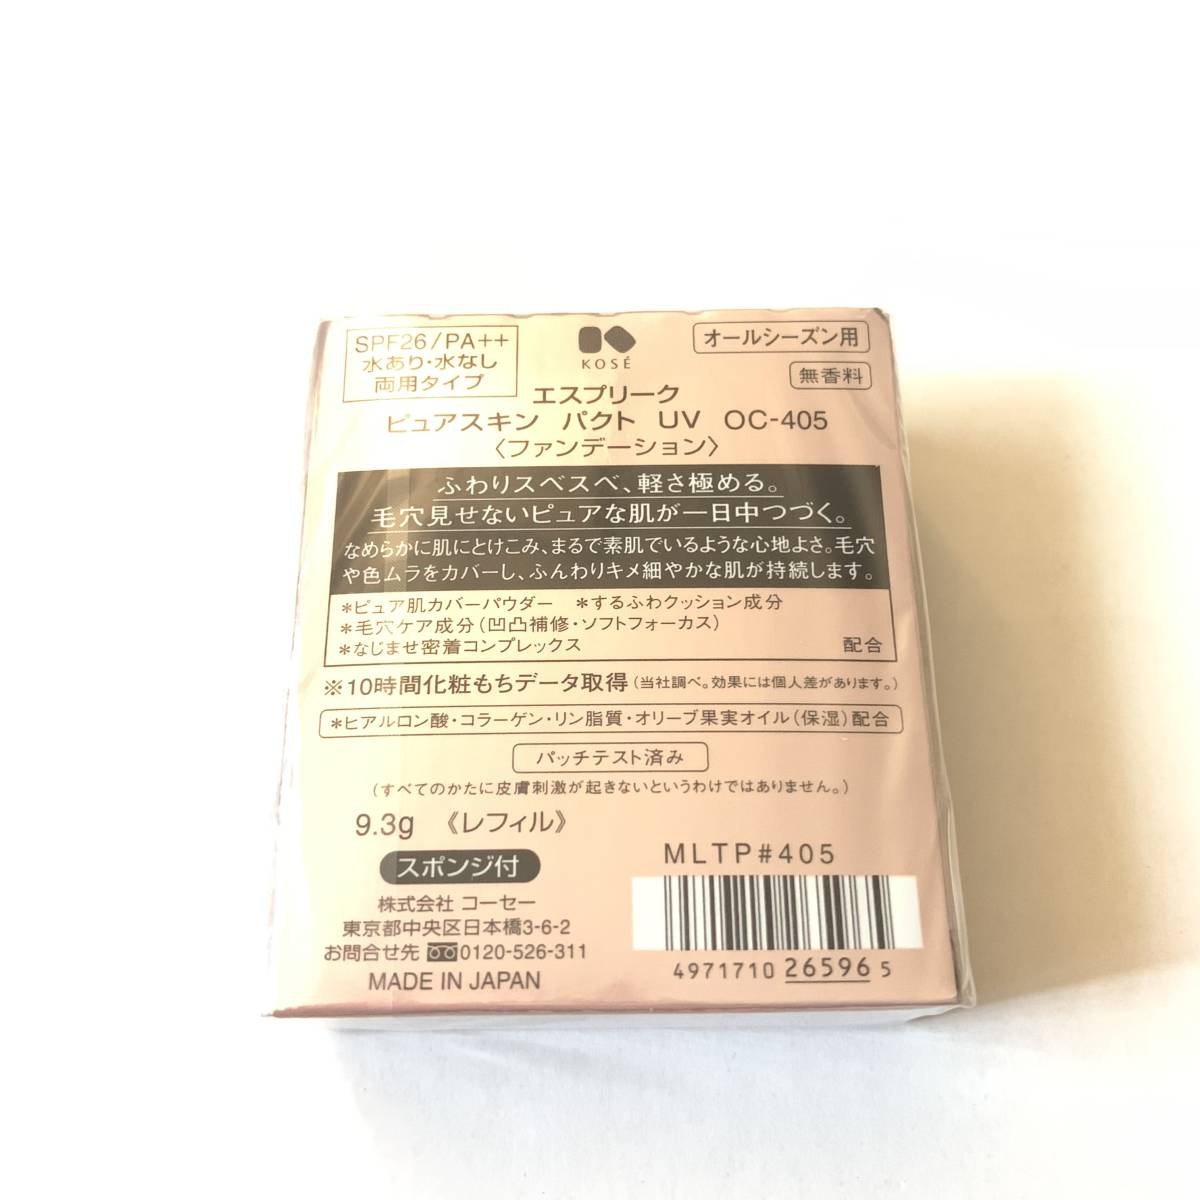 SPF26/PA++
水あり・水なし
両用タイプ
KOSÉ
オールシーズン用
無香料
エスプリーク
ピュアスキン パクト UV OC-405
〈ファンデーション〉
ふわりスベスベ、軽さ極める。
毛穴見せないピュアな肌が一日中つづく。
なめらかに肌にとけこみ、まるで素肌でいるような心地よさ。毛穴
や色ムラをカバーし、ふんわりキメ細やかな肌が持続します。
*ピュア肌カバーパウダー *するふわクッション成分
*毛穴ケア成分(凹凸補修・ソフトフォーカス)
*なじませ密着コンプレックス 配合
※10時間化粧もちデータ取得(当社調べ。効果には個人差があります。)
*ヒアルロン酸・コラーゲン・リン脂質・オリーブ果実オイル(保湿)配合
パッチテスト済み
(すべてのかたに皮膚刺激が起きないというわけではありません。)
9.3g 《レフィル》
スポンジ付
株式会社 コーセー
東京都中央区日本橋3-6-2
お問合せ先 0120-526-311
MADE IN JAPAN
MLTP#405
4971710 26596 5